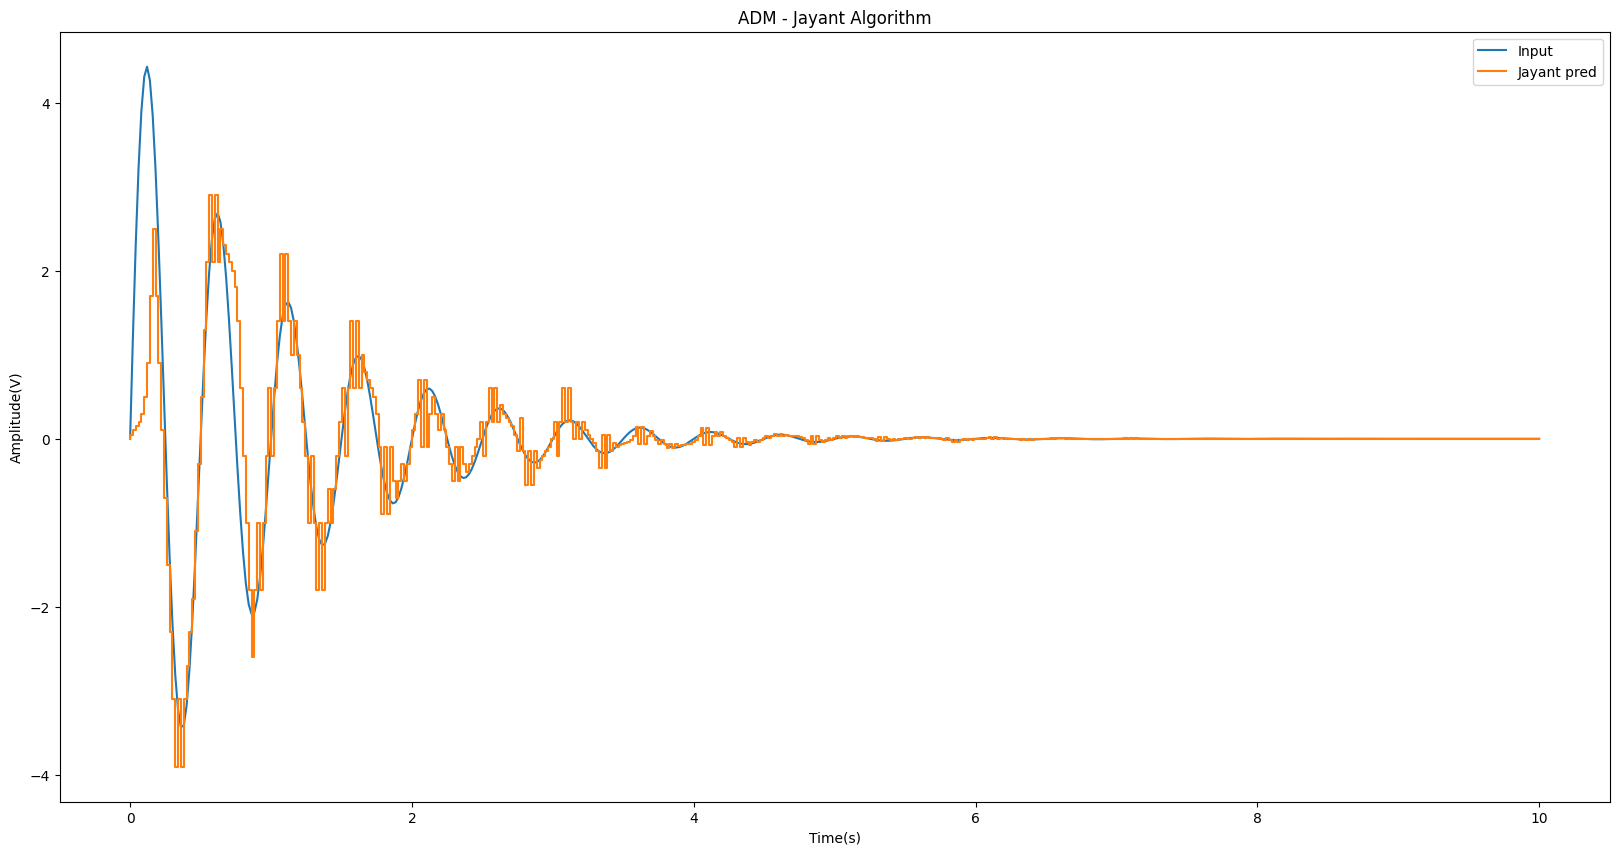 ADM - Jayant Algorithm
Input
Jayant pred
Amplitude(V)
4
2
0
−2
−4
0
2
4
6
8
10
Time(s)